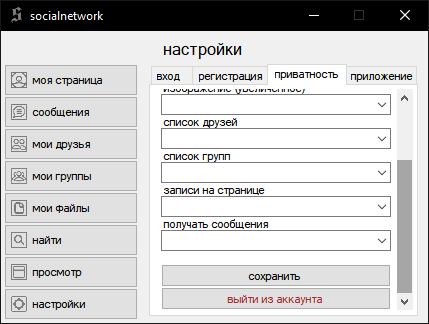 socialnetwork
настройки
вход регистрация приватность приложение
моя страница
сообщения
мои друзья
мои группы
мои файлы
найти
просмотр
настройки
изображение (увеличенное)
список друзей
список групп
записи на странице
получать сообщения
сохранить
выйти из аккаунта